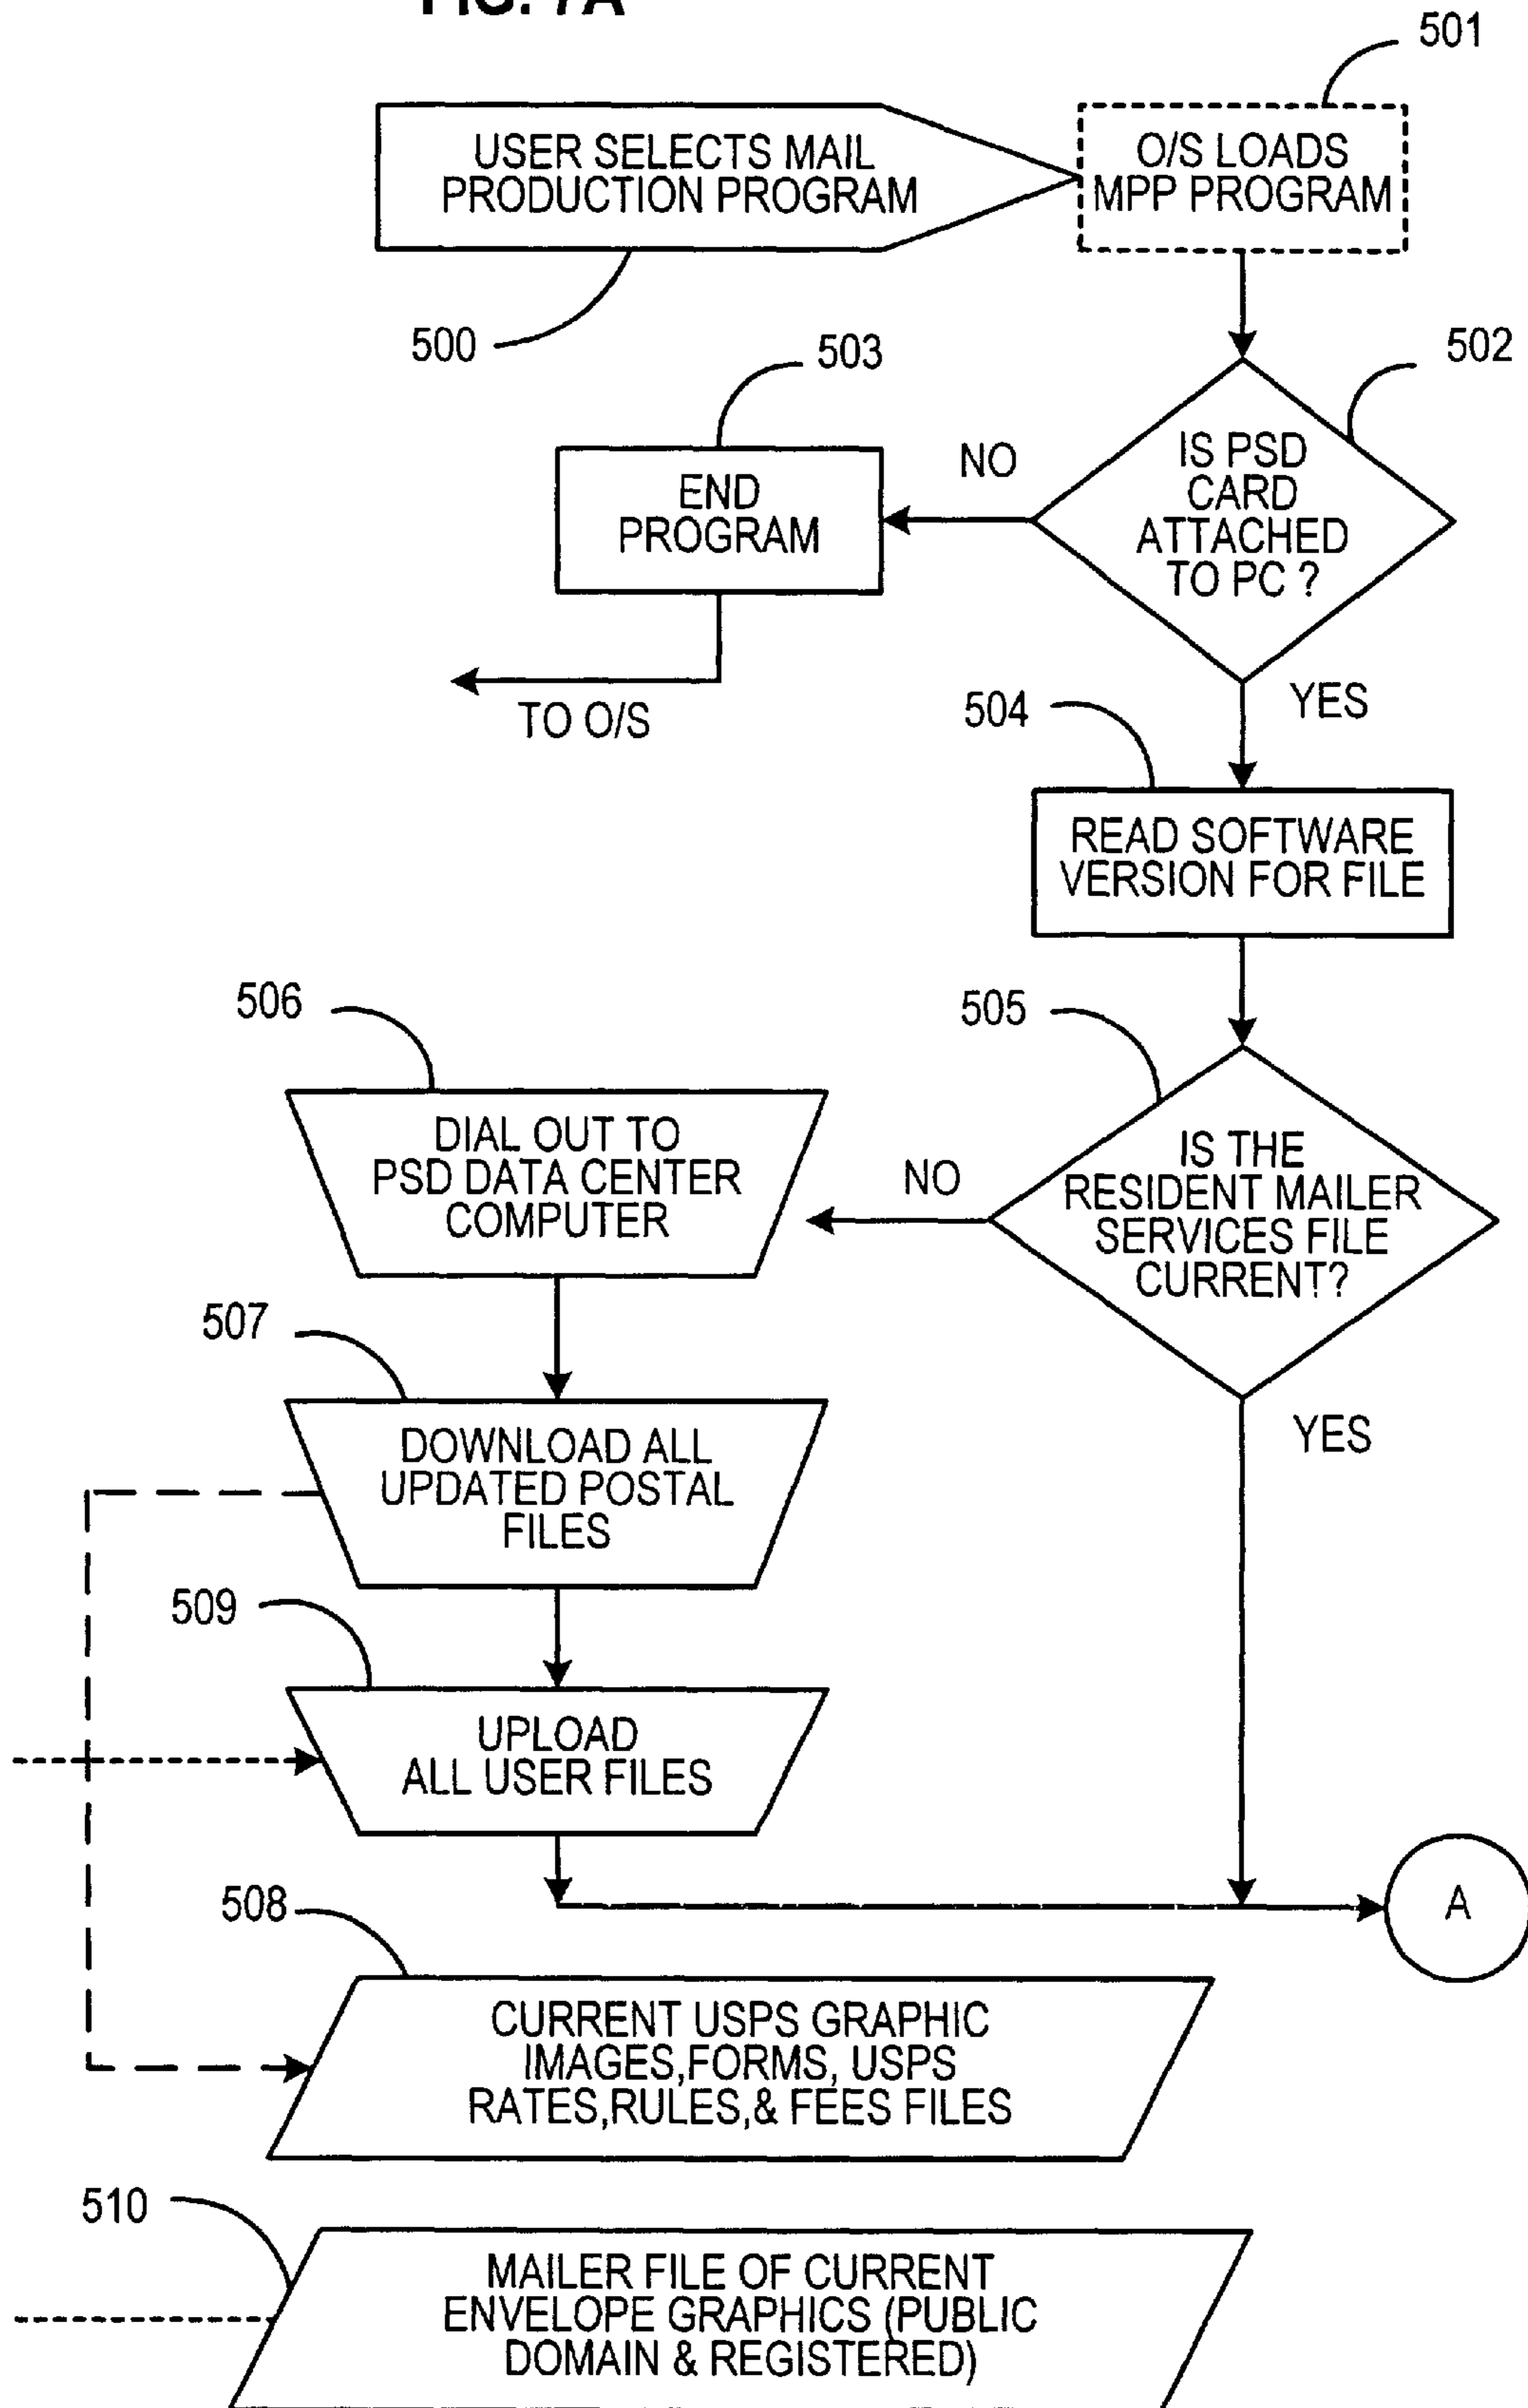 FIG. 7A
501
USER SELECTS MAIL
PRODUCTION PROGRAM
O/S LOADS
MPP PROGRAM
500
503
502
END
PROGRAM
NO
IS PSD
CARD
ATTACHED
TO PC ?
TO O/S
YES
504
READ SOFTWARE
VERSION FOR FILE
506
505
DIAL OUT TO
PSD DATA CENTER
COMPUTER
NO
IS THE
RESIDENT MAILER
SERVICES FILE
CURRENT?
507
YES
DOWNLOAD ALL
UPDATED POSTAL
FILES
509
UPLOAD
ALL USER FILES
508
A
CURRENT USPS GRAPHIC
IMAGES,FORMS, USPS
RATES,RULES,& FEES FILES
510
MAILER FILE OF CURRENT
ENVELOPE GRAPHICS (PUBLIC
DOMAIN & REGISTERED)